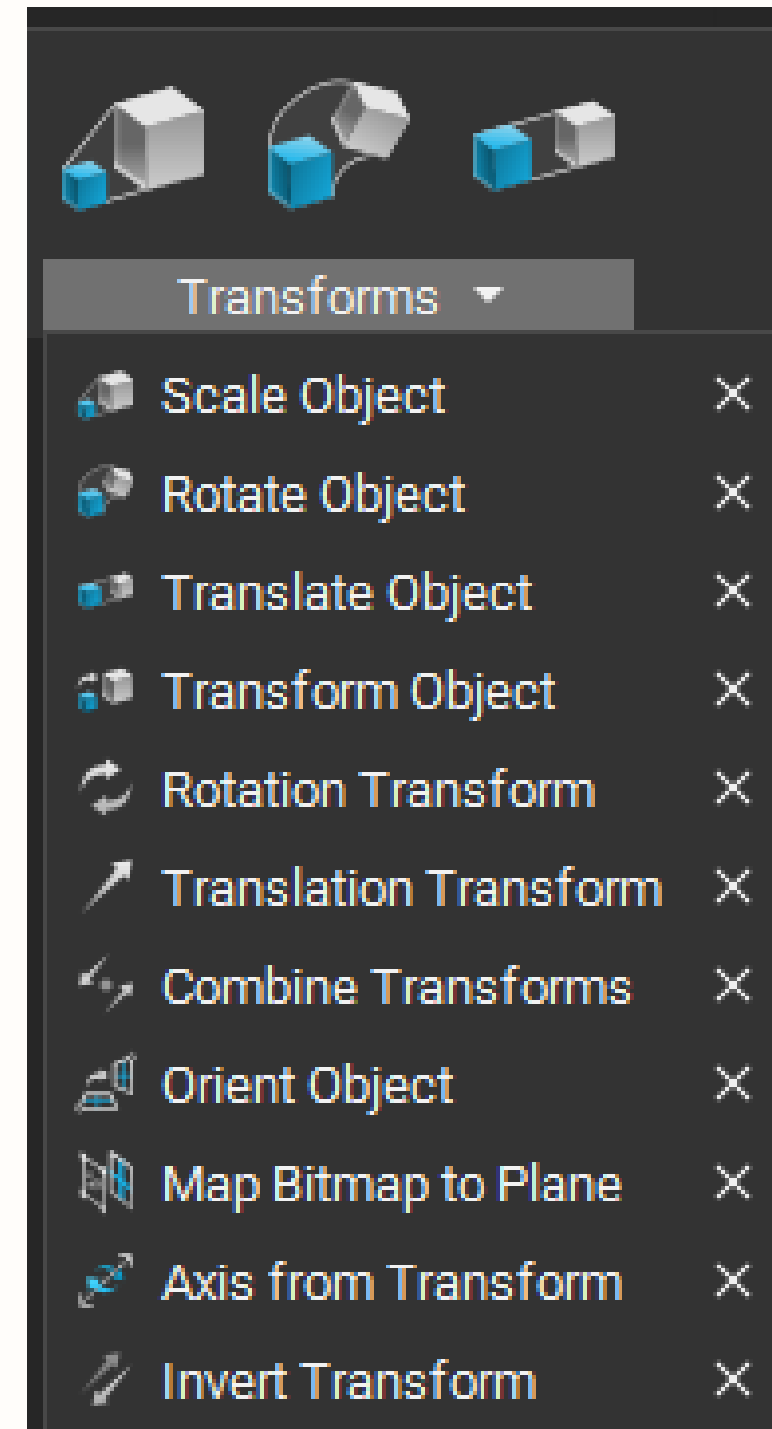 Transforms
Scale Object
Rotate Object
Translate Object
Transform Object
Rotation Transform
Translation Transform
Combine Transforms
Orient Object
Map Bitmap to Plane
Axis from Transform
Invert Transform